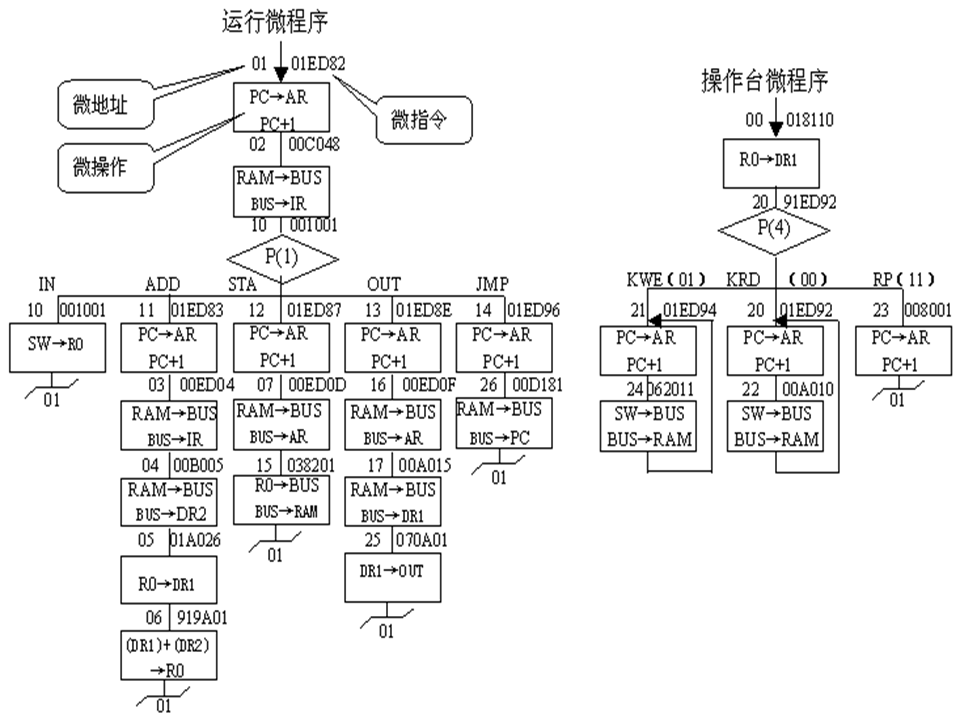 运行微程序
01 01ED82
微地址
PC→AR
PC+1
微指令
微操作
02 00C048
RAM→BUS
BUS→IR
10 001001
P(1)
IN ADD STA OUT JMP
10 001001
SW→R0
01
11 01ED83
PC→AR
PC+1
03 00ED04
RAM→BUS
BUS→IR
04 00B005
RAM→BUS
BUS→DR2
05 01A026
R0→DR1
06 919A01
(DR1)+(DR2)
→R0
01
12 01ED87
PC→AR
PC+1
07 00ED0D
RAM→BUS
BUS→AR
15 038201
R0→BUS
BUS→RAM
01
13 01ED8E
PC→AR
PC+1
16 00ED0F
RAM→BUS
BUS→AR
17 00A015
RAM→BUS
BUS→DR1
25 070A01
DR1→OUT
01
14 01ED96
PC→AR
PC+1
26 00D181
RAM→BUS
BUS→PC
01
操作台微程序
00 018110
R0→DR1
20 91ED92
P(4)
KWE(01) KRD (00) RP(11)
21 01ED94
PC→AR
PC+1
24 062011
SW→BUS
BUS→RAM
20 01ED92
PC→AR
PC+1
22 00A010
SW→BUS
BUS→RAM
23 008001
PC→AR
PC+1
01